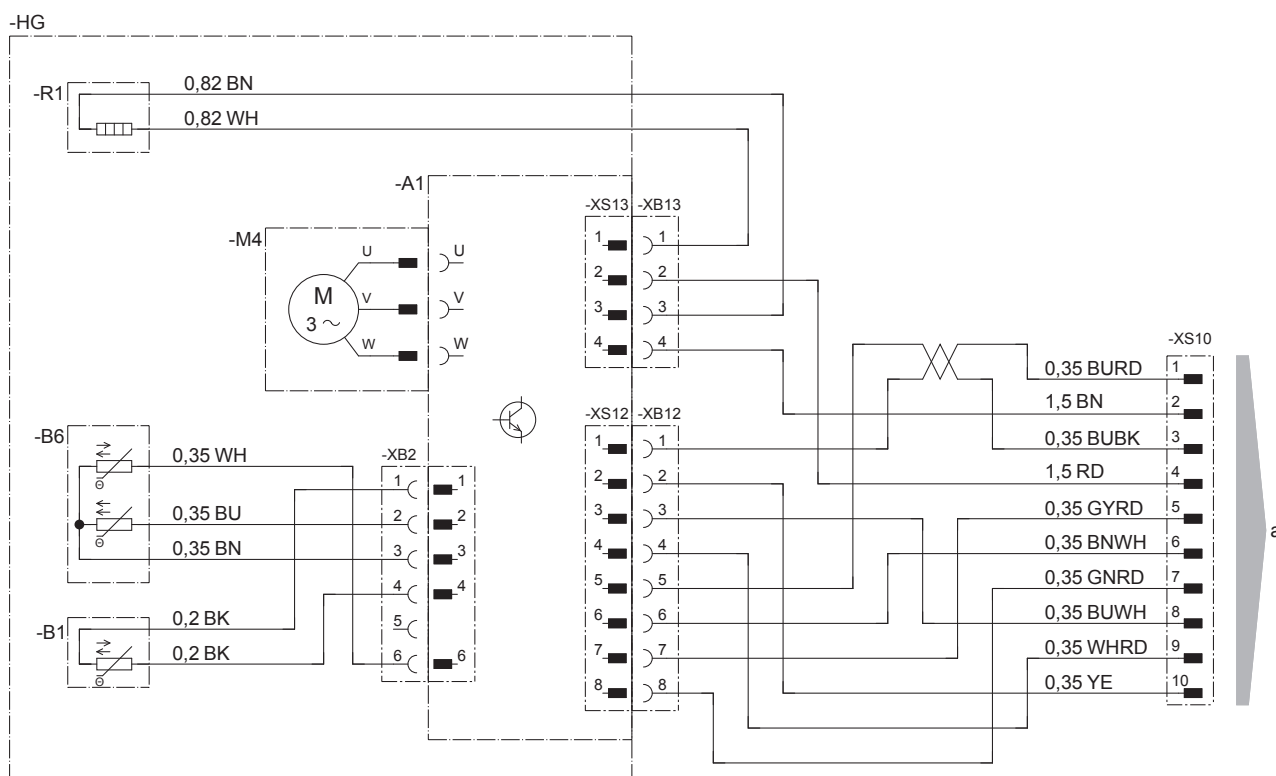 -HG
-R1
0,82 BN
0,82 WH
-A1
-XS13 -XB13
-M4
M
3 ~
U
V
W
U
V
W
1
2
3
4
1
2
3
4
-XS12 -XB12
1
2
3
4
5
6
7
8
1
2
3
4
5
6
7
8
-B6
0,35 WH
0,35 BU
0,35 BN
-XB2
1
2
3
4
5
6
1
2
3
4
6
-B1
0,2 BK
0,2 BK
-XS10
0,35 BURD 1
1,5 BN 2
0,35 BUBK 3
1,5 RD 4
0,35 GYRD 5
0,35 BNWH 6
0,35 GNRD 7
0,35 BUWH 8
0,35 WHRD 9
0,35 YE 10
a